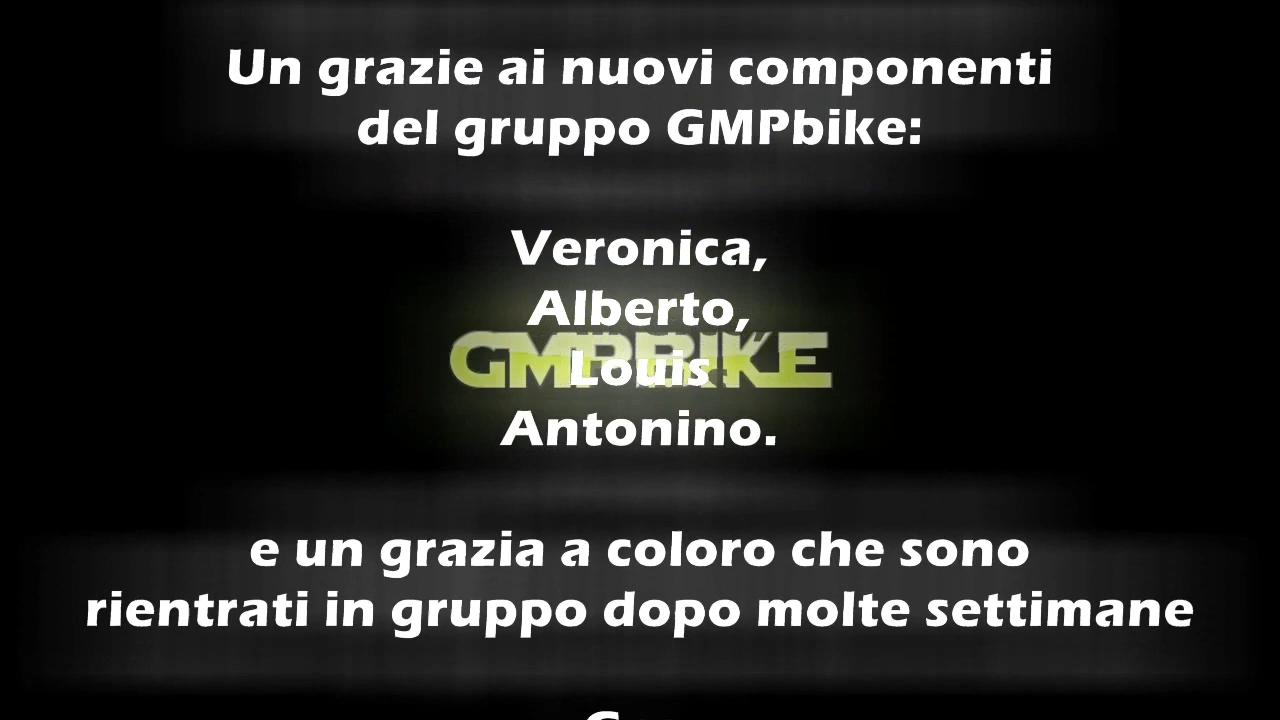 Un grazie ai nuovi componenti
del gruppo GMPbike:
Veronica,
Alberto,
GMPBIKE
Louis
Antonino.
e un grazia a coloro che sono
rientrati in gruppo dopo molte settimane